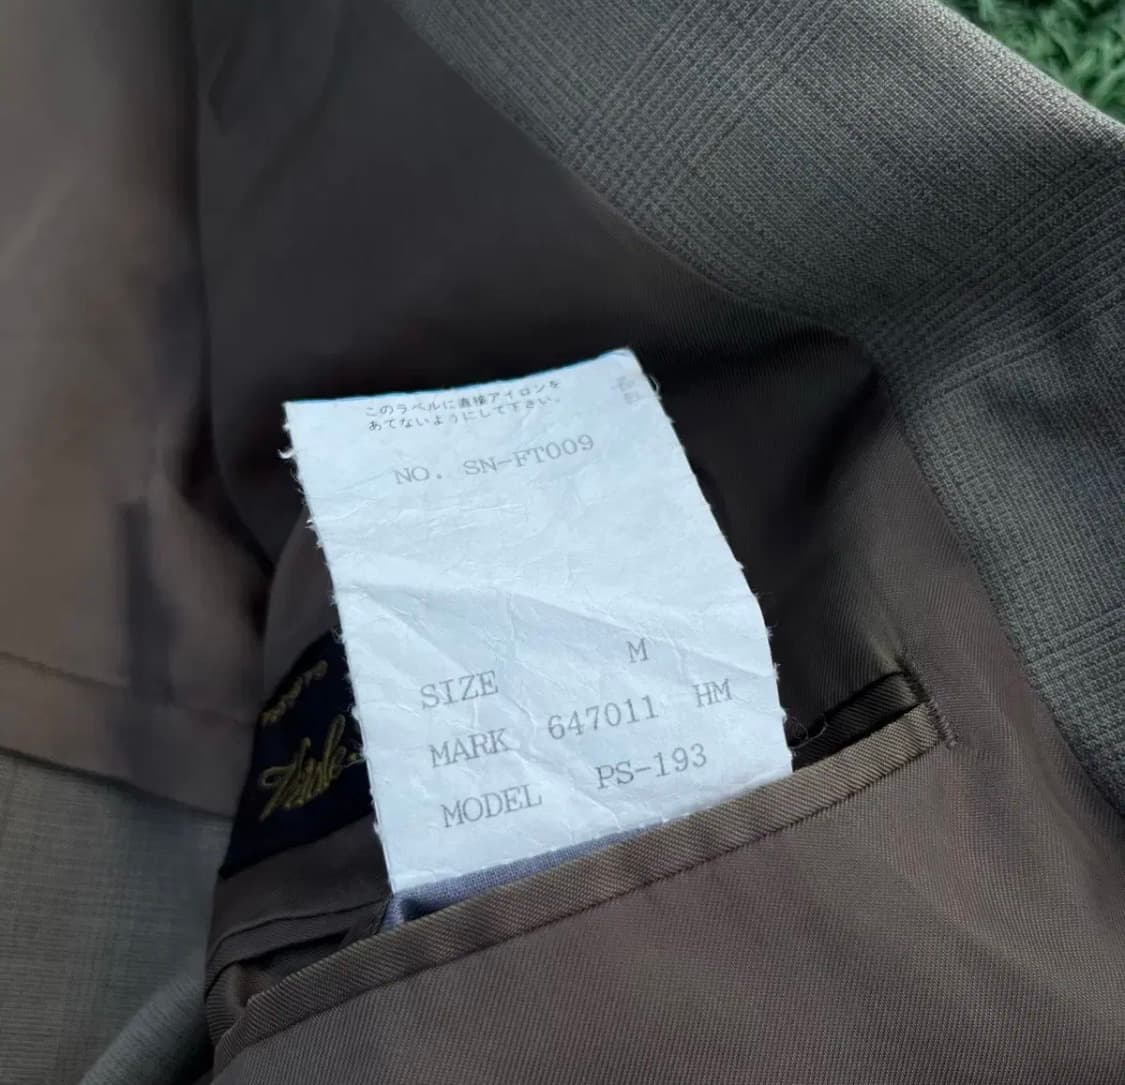 このラベルに直接アイロンを
あてないようにして下さい。
NO. SN-FT009
SIZE M
MARK 647011 HM
MODEL PS-193